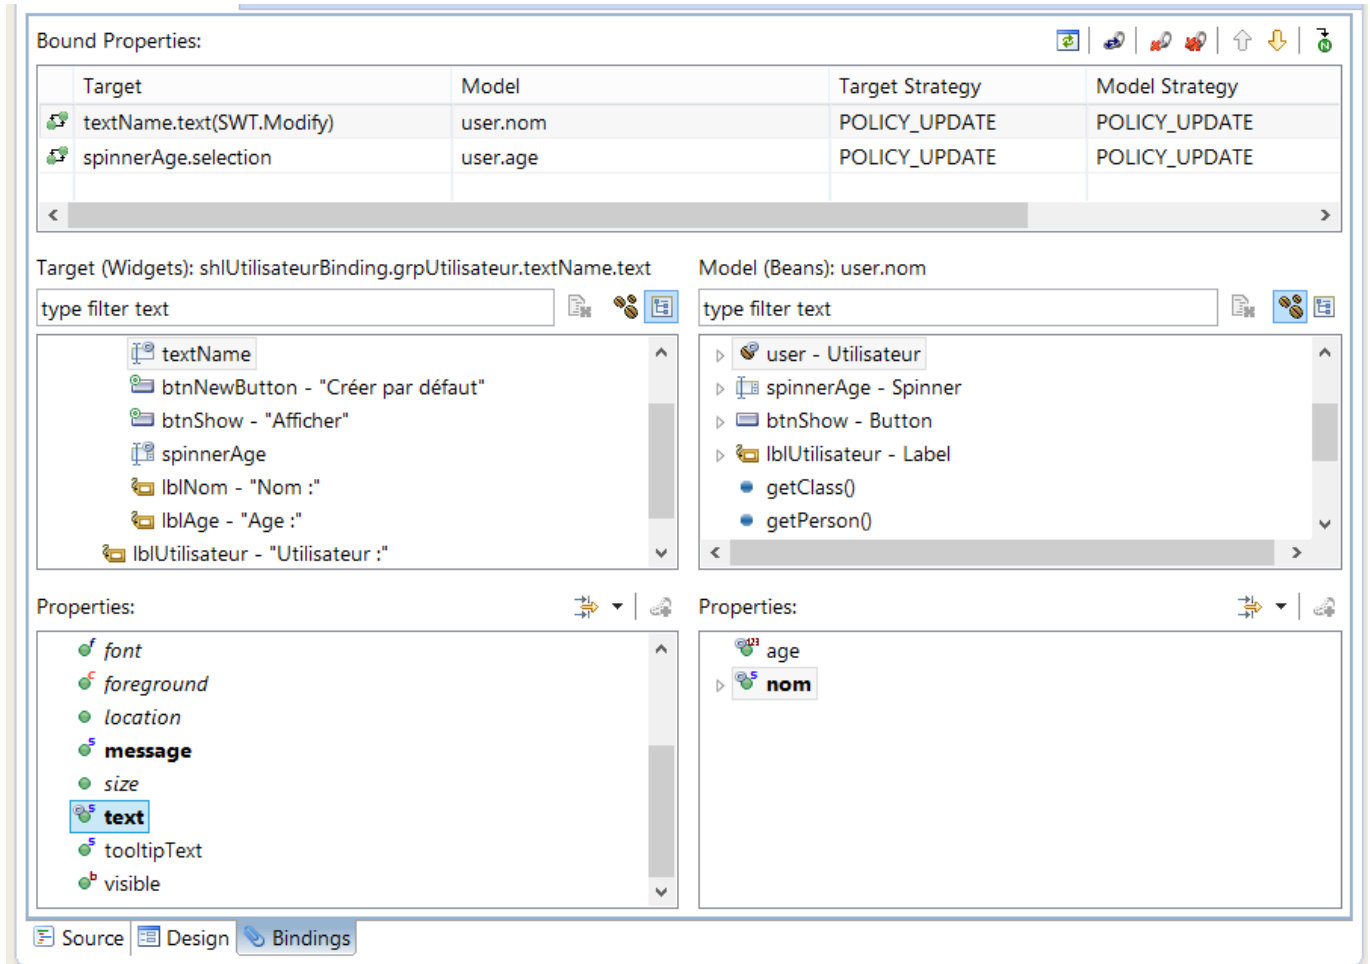 Bound Properties:
Target Model Target Strategy Model Strategy
textName.text(SWT.Modify) user.nom POLICY_UPDATE POLICY_UPDATE
spinnerAge.selection user.age POLICY_UPDATE POLICY_UPDATE
Target (Widgets): shlUtilisateurBinding.grpUtilisateur.textName.text
type filter text
textName
btnNewButton - "Créer par défaut"
btnShow - "Afficher"
spinnerAge
lblNom - "Nom :"
lblAge - "Age :"
lblUtilisateur - "Utilisateur :"
Model (Beans): user.nom
type filter text
user - Utilisateur
spinnerAge - Spinner
btnShow - Button
lblUtilisateur - Label
getClass()
getPerson()
Properties:
font
foreground
location
message
size
text
tooltipText
visible
Properties:
age
nom
Source Design Bindings